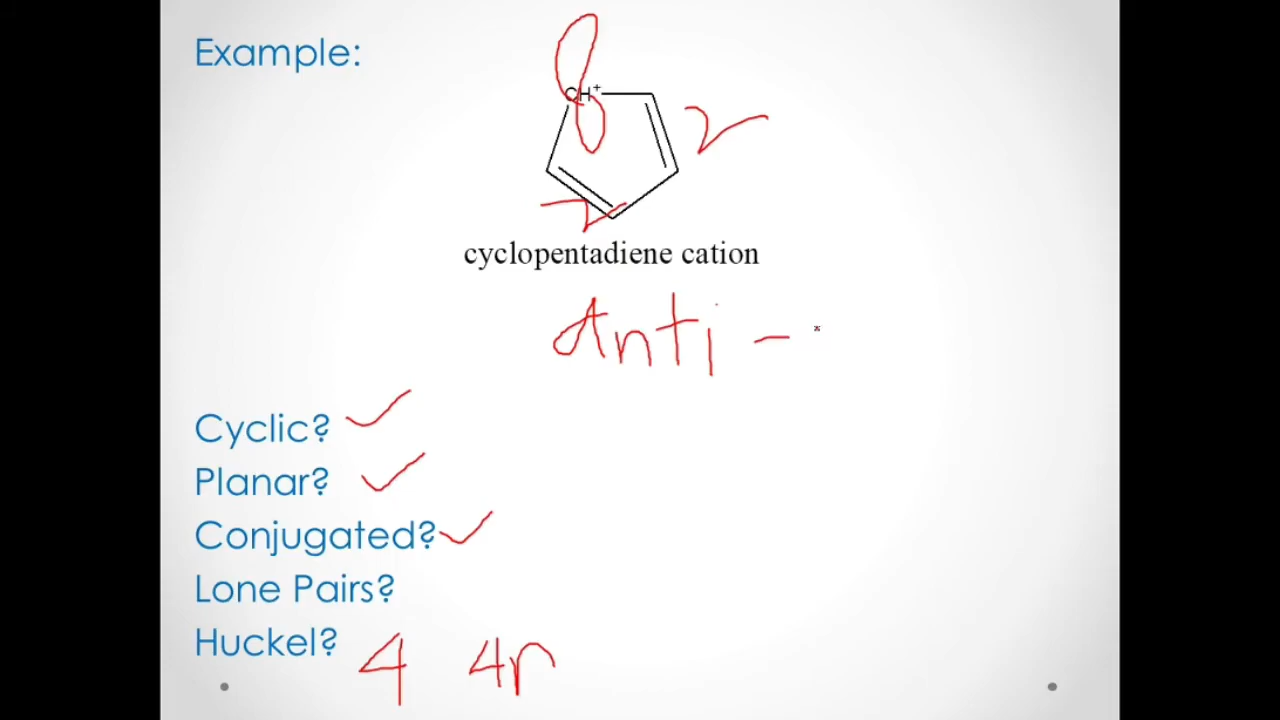 Example:
CH+
2
2
cyclopentadiene cation
Anti -
Cyclic? ✓
Planar? ✓
Conjugated? ✓
Lone Pairs?
Huckel? 4 4n